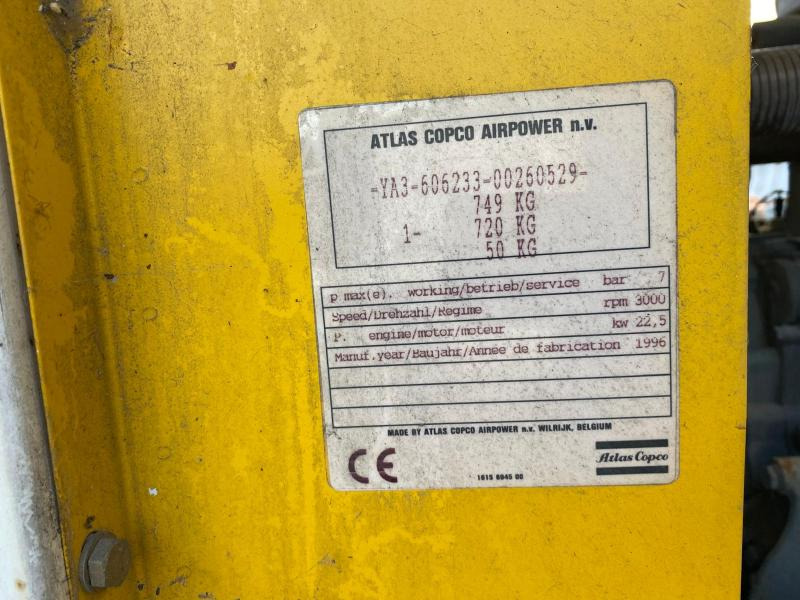 ATLAS COPCO AIRPOWER n.v.
-YA3-606233-00260529-
749 KG
1- 720 KG
50 KG
p max(e). working/betrieb/service bar 7
Speed/Drehzahl/Regime rpm 3000
P. engine/motor/moteur kw 22,5
Manuf.year/Baujahr/Annee de fabrication 1996
MADE BY ATLAS COPCO AIRPOWER n.v. WILRIJK, BELGIUM
CE
1615 6945 00
Atlas Copco